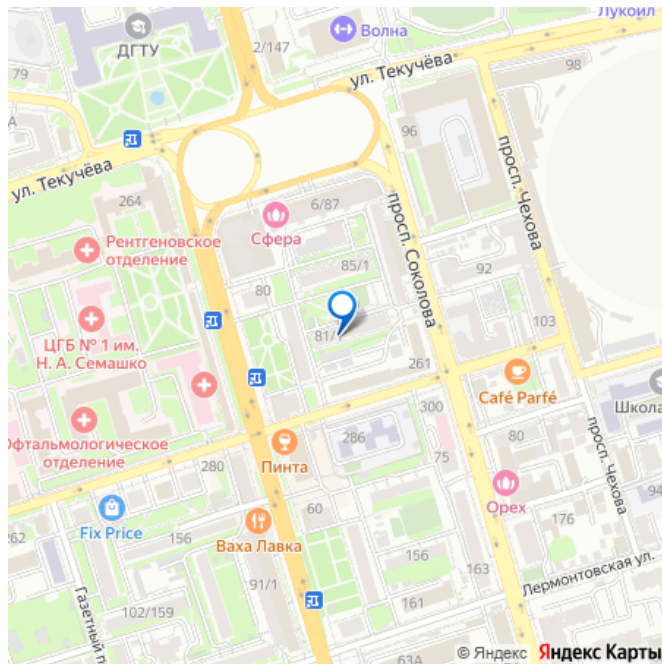 Лукоил
Волна
ДГТУ
2/147
79
ул. Текучёва
98
96
ул. Текучёва
просп. Чехова
264
6/87
Сфера
просп. Соколова
Рентгеновское
отделение
85/1
92
80
81/
103
ЦГБ № 1 им.
Н. А. Семашко
261
Café Parfé
Школа
300
Офтальмологическое
отделение
286
80
просп. Чехова
Пинта
280
75
94
Орех
60
176
Fix Price
156
Ваха Лавка
156
Лермонтовская ул.
262
163
91/1
Газетный п
161
102/159
63А
© Яндекс Яндекс Карты